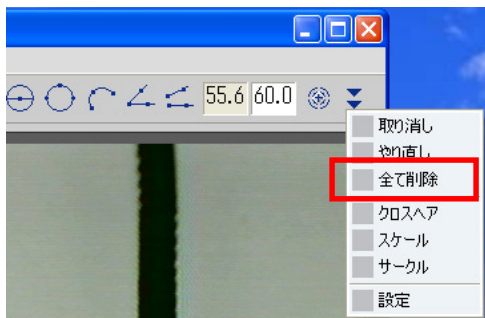 55.6 60.0
取り消し
やり直し
全て削除
クロスヘア
スケール
サークル
設定